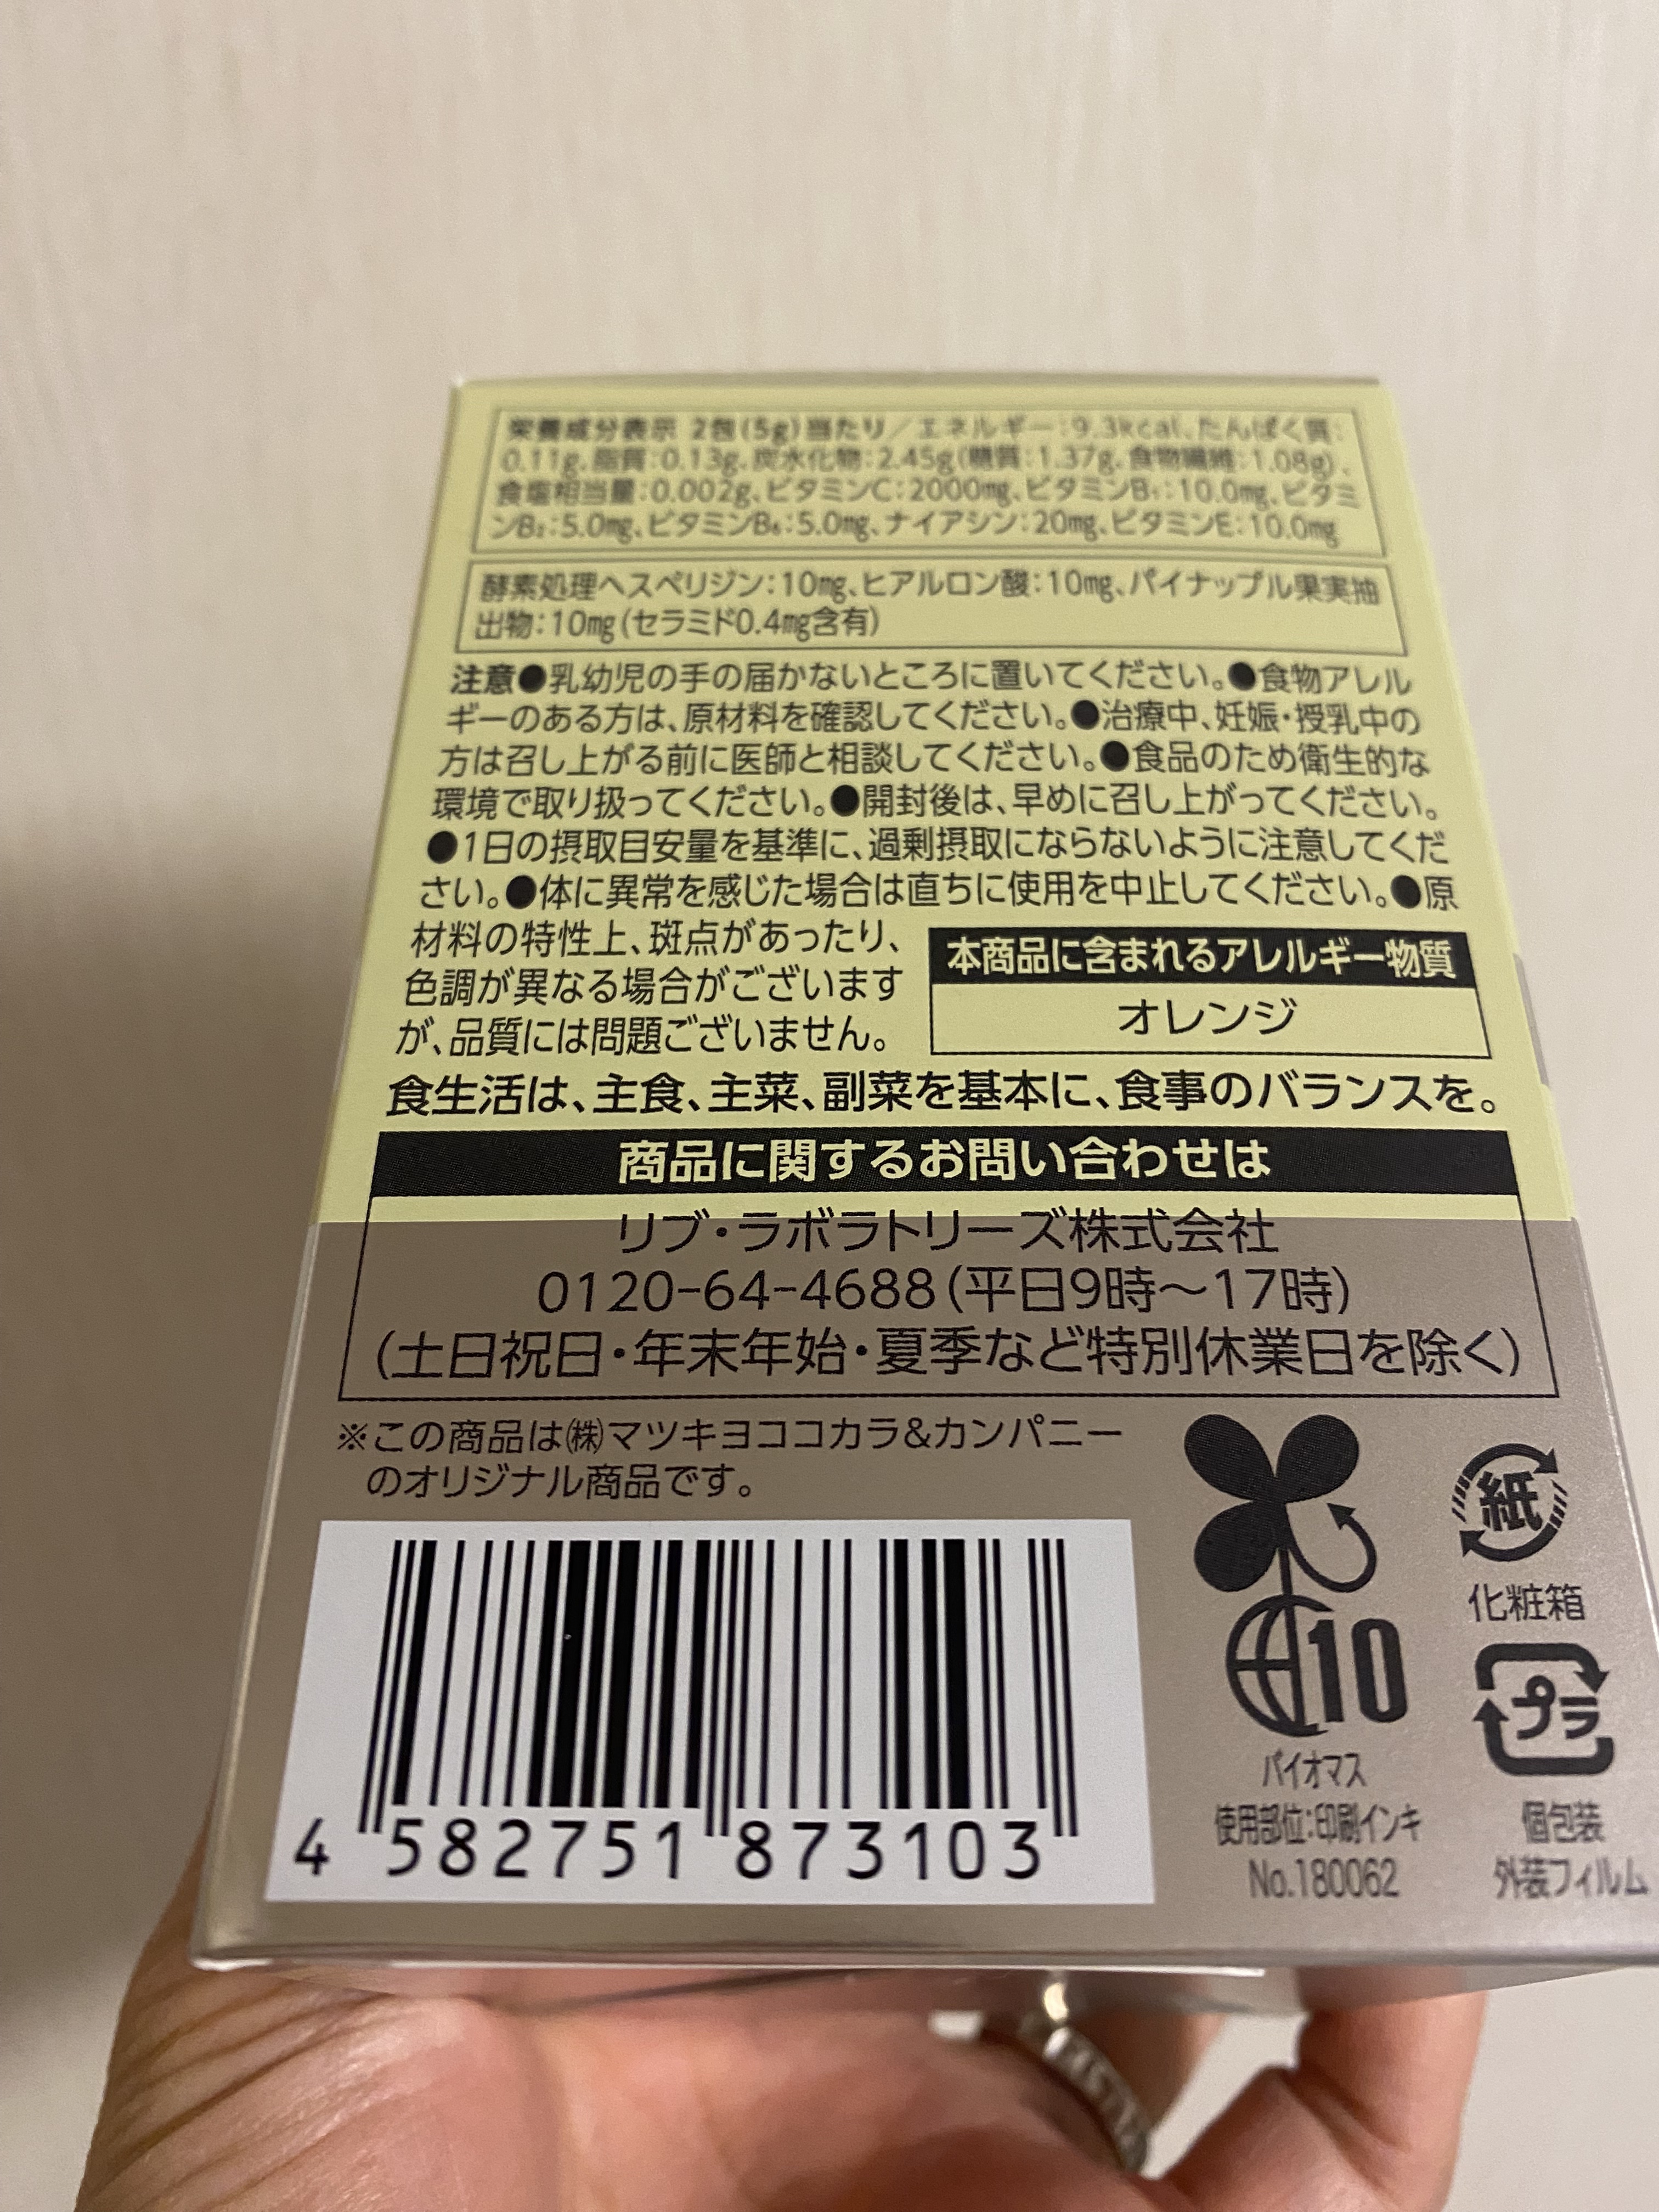 栄養成分表示 2包(5g)当たり/エネルギー:9.3kcal、たんぱく質:
0.11g、脂質:0.13g、炭水化物:2.45g(糖質:1.37g、食物繊維:1.08g)、
食塩相当量:0.002g、ビタミンC:2000mg、ビタミンB₁:10.0mg、ビタミ
ンB₂:5.0mg、ビタミンB₆:5.0mg、ナイアシン:20mg、ビタミンE:10.0mg
酵素処理ヘスペリジン:10mg、ヒアルロン酸:10mg、パイナップル果実抽
出物:10mg(セラミド0.4mg含有)
注意●乳幼児の手の届かないところに置いてください。●食物アレル
ギーのある方は、原材料を確認してください。●治療中、妊娠・授乳中の
方は召し上がる前に医師と相談してください。●食品のため衛生的な
環境で取り扱ってください。●開封後は、早めに召し上がってください。
●1日の摂取目安量を基準に、過剰摂取にならないように注意してくだ
さい。●体に異常を感じた場合は直ちに使用を中止してください。●原
材料の特性上、斑点があったり、
色調が異なる場合がございます
が、品質には問題ございません。
本商品に含まれるアレルギー物質
オレンジ
食生活は、主食、主菜、副菜を基本に、食事のバランスを。
商品に関するお問い合わせは
リブ・ラボラトリーズ株式会社
0120-64-4688(平日9時〜17時)
(土日祝日・年末年始・夏季など特別休業日を除く)
※この商品は㈱マツキヨココカラ&カンパニー
のオリジナル商品です。
4 582751 873103
10
バイオマス
使用部位:印刷インキ
No.180062
紙
化粧箱
プラ
個包装
外装フィルム